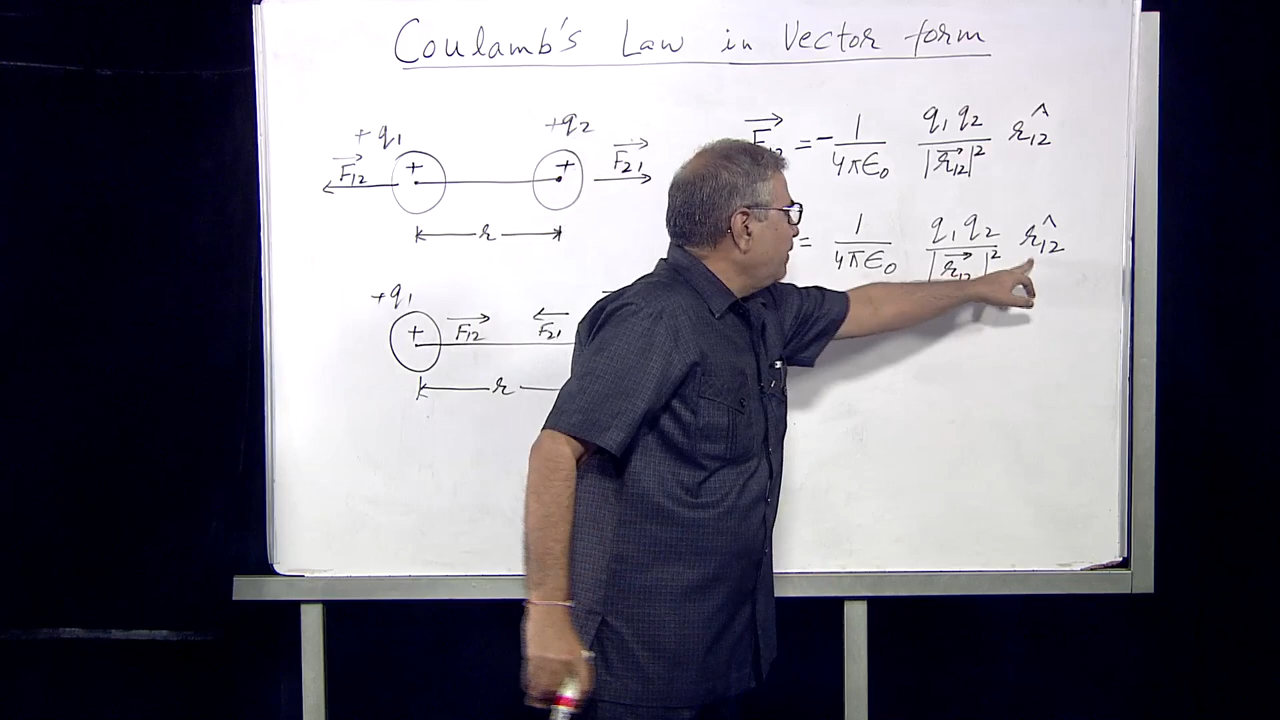 Coulamb's Law in Vector form
+q₁ +q₂
F₁₂→ + + F₂₁→
r
+q₁
+ F₁₂→ F₂₁←
r
F₁₂→ = - 1/4πϵ₀ q₁q₂/|r₁₂→|² r̂₁₂
= 1/4πϵ₀ q₁q₂/|r₁₂→|² r̂₁₂